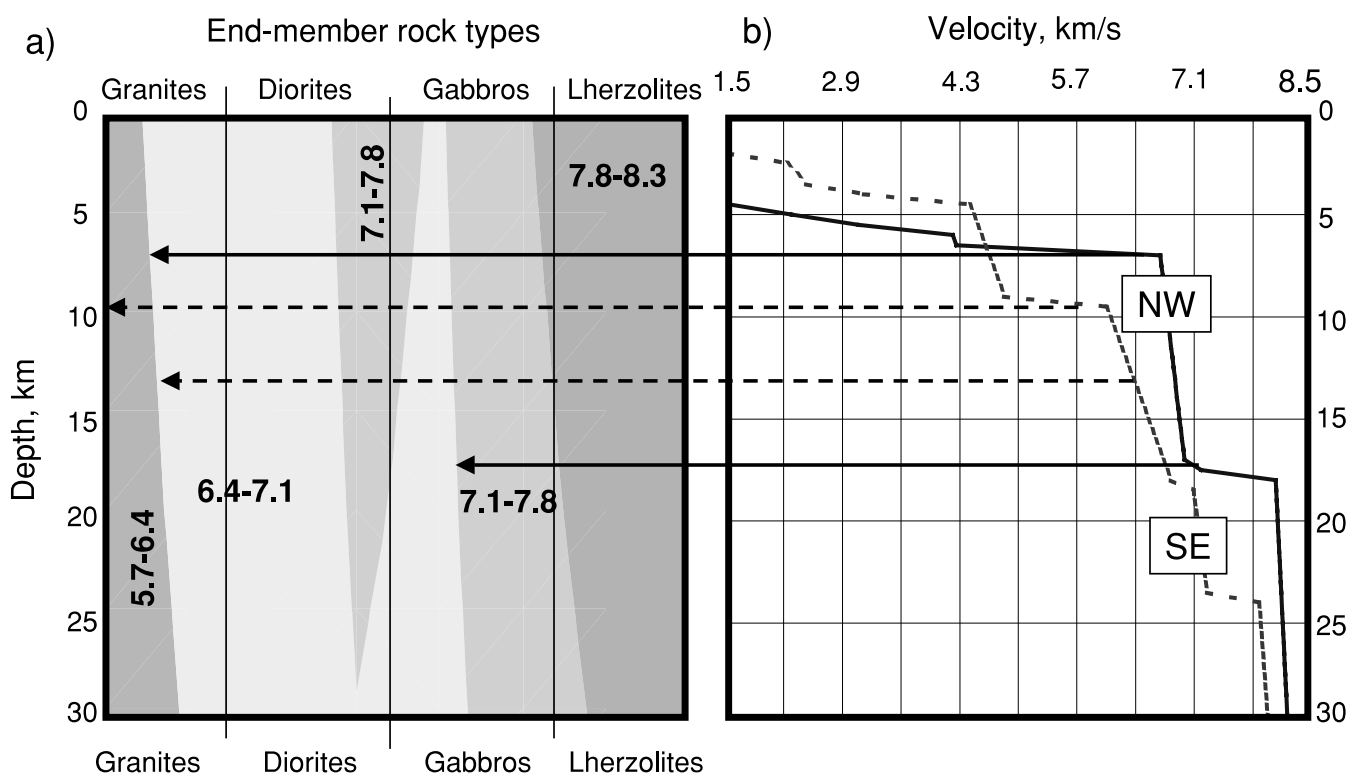 a) End-member rock types
Granites Diorites Gabbros Lherzolites
0
5
10
15
20
25
30
Depth, km
5.7-6.4
6.4-7.1
7.1-7.8
7.1-7.8
7.8-8.3
Granites Diorites Gabbros Lherzolites
b) Velocity, km/s
1.5 2.9 4.3 5.7 7.1 8.5
NW
SE
0
5
10
15
20
25
30